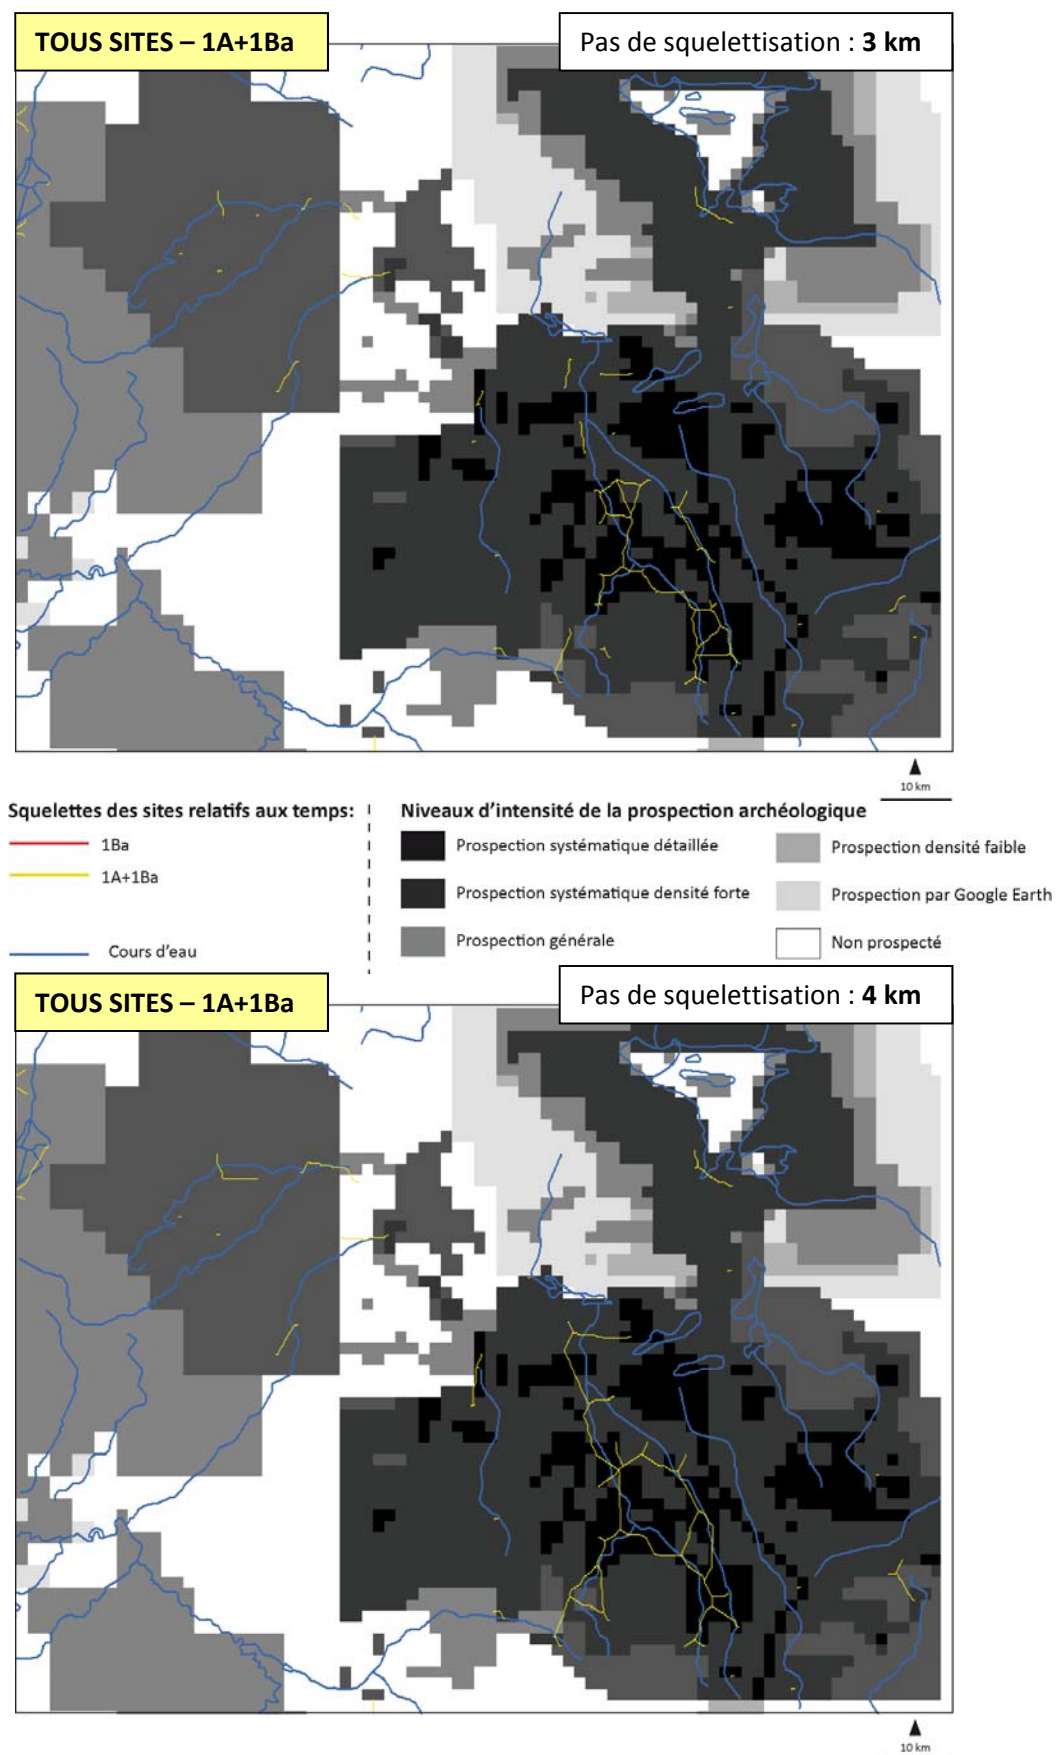 TOUS SITES – 1A+1Ba
Pas de squelettisation : 3 km
10 km
Squelettes des sites relatifs aux temps:
1Ba
1A+1Ba
Cours d'eau
Niveaux d'intensité de la prospection archéologique
Prospection systématique détaillée
Prospection systématique densité forte
Prospection générale
Prospection densité faible
Prospection par Google Earth
Non prospecté
TOUS SITES – 1A+1Ba
Pas de squelettisation : 4 km
10 km